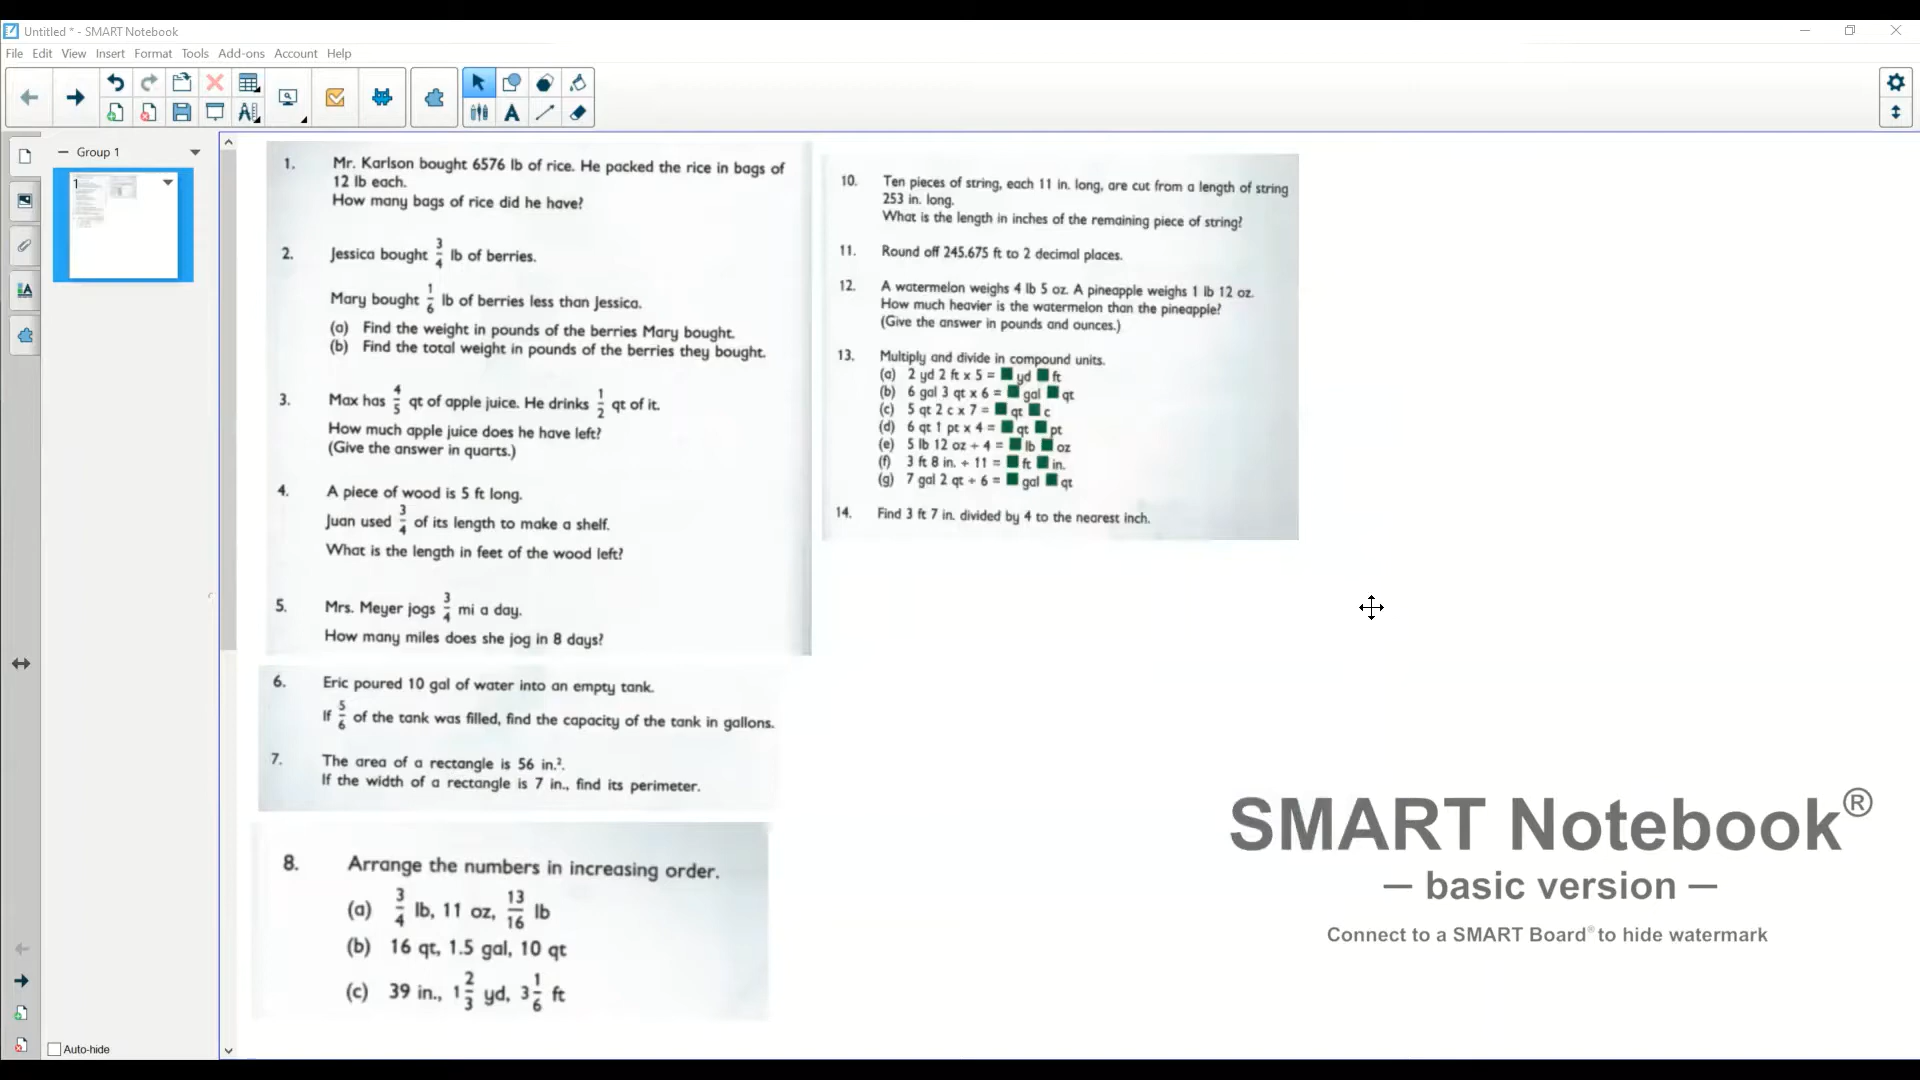 Untitled * - SMART Notebook
File Edit View Insert Format Tools Add-ons Account Help
Group 1
1
1. Mr. Karlson bought 6576 lb of rice. He packed the rice in bags of
12 lb each.
How many bags of rice did he have?
2. Jessica bought 3/4 lb of berries.
Mary bought 1/6 lb of berries less than Jessica.
(a) Find the weight in pounds of the berries Mary bought.
(b) Find the total weight in pounds of the berries they bought.
3. Max has 4/5 qt of apple juice. He drinks 1/2 qt of it.
How much apple juice does he have left?
(Give the answer in quarts.)
4. A piece of wood is 5 ft long.
Juan used 3/4 of its length to make a shelf.
What is the length in feet of the wood left?
5. Mrs. Meyer jogs 3/4 mi a day.
How many miles does she jog in 8 days?
6. Eric poured 10 gal of water into an empty tank.
If 5/6 of the tank was filled, find the capacity of the tank in gallons.
7. The area of a rectangle is 56 in.².
If the width of a rectangle is 7 in., find its perimeter.
8. Arrange the numbers in increasing order.
(a) 3/4 lb, 11 oz, 13/16 lb
(b) 16 qt, 1.5 gal, 10 qt
(c) 39 in., 1 2/3 yd, 3 1/6 ft
10. Ten pieces of string, each 11 in. long, are cut from a length of string
253 in. long.
What is the length in inches of the remaining piece of string?
11. Round off 245.675 ft to 2 decimal places.
12. A watermelon weighs 4 lb 5 oz. A pineapple weighs 1 lb 12 oz.
How much heavier is the watermelon than the pineapple?
(Give the answer in pounds and ounces.)
13. Multiply and divide in compound units.
(a) 2 yd 2 ft x 5 = ■ yd ■ ft
(b) 6 gal 3 qt x 6 = ■ gal ■ qt
(c) 5 qt 2 c x 7 = ■ qt ■ c
(d) 6 qt 1 pt x 4 = ■ qt ■ pt
(e) 5 lb 12 oz ÷ 4 = ■ lb ■ oz
(f) 3 ft 8 in. ÷ 11 = ■ ft ■ in.
(g) 7 gal 2 qt ÷ 6 = ■ gal ■ qt
14. Find 3 ft 7 in. divided by 4 to the nearest inch.
SMART Notebook®
— basic version —
Connect to a SMART Board® to hide watermark
Auto-hide